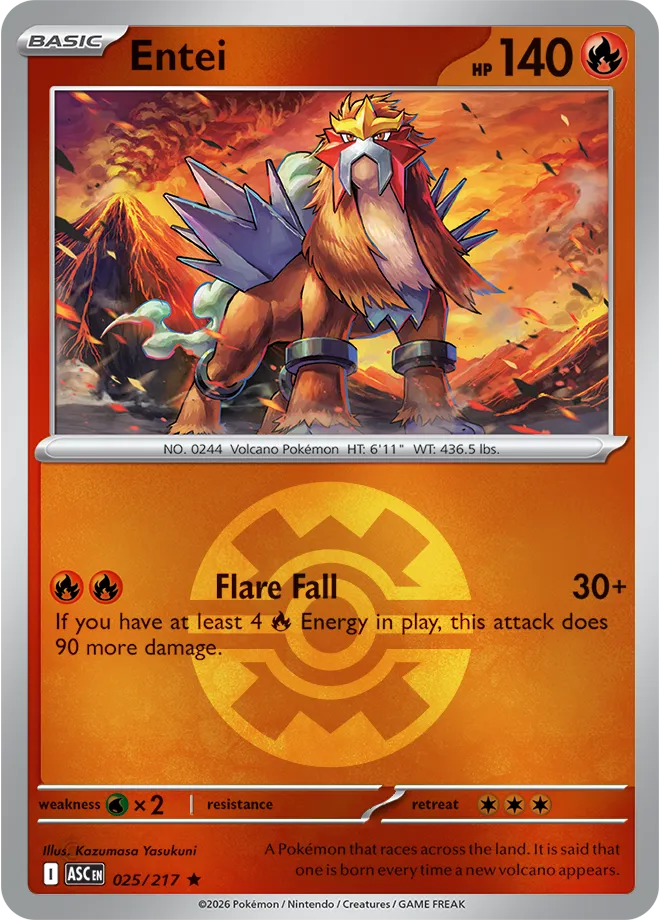 BASIC Entei HP 140
NO. 0244 Volcano Pokémon HT: 6'11" WT: 436.5 lbs.
Flare Fall 30+
If you have at least 4 Energy in play, this attack does
90 more damage.
weakness ×2 resistance retreat
Illus. Kazumasa Yasukuni
A Pokémon that races across the land. It is said that
one is born every time a new volcano appears.
I ASC EN 025/217 ★
©2026 Pokémon / Nintendo / Creatures / GAME FREAK